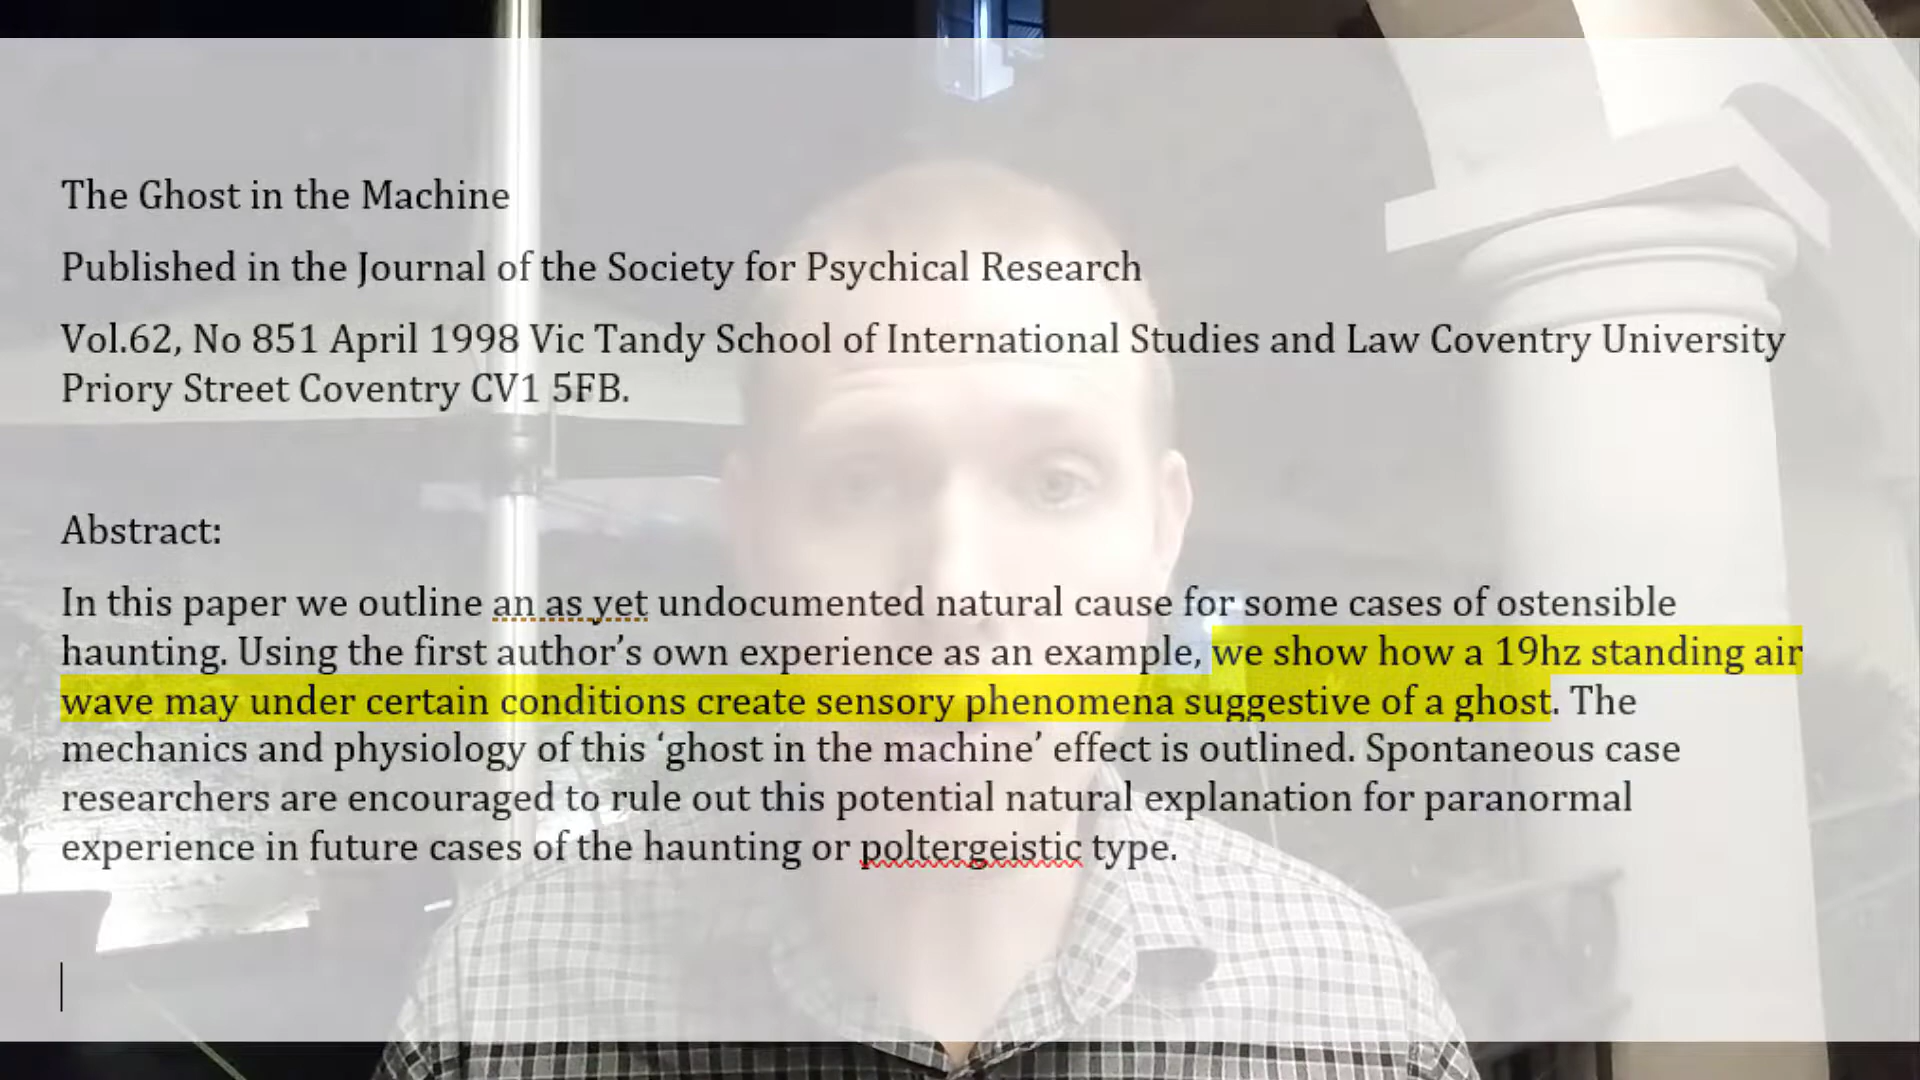 The Ghost in the Machine
Published in the Journal of the Society for Psychical Research
Vol.62, No 851 April 1998 Vic Tandy School of International Studies and Law Coventry University
Priory Street Coventry CV1 5FB.
Abstract:
In this paper we outline an as yet undocumented natural cause for some cases of ostensible
haunting. Using the first author’s own experience as an example, we show how a 19hz standing air
wave may under certain conditions create sensory phenomena suggestive of a ghost. The
mechanics and physiology of this ‘ghost in the machine’ effect is outlined. Spontaneous case
researchers are encouraged to rule out this potential natural explanation for paranormal
experience in future cases of the haunting or poltergeistic type.